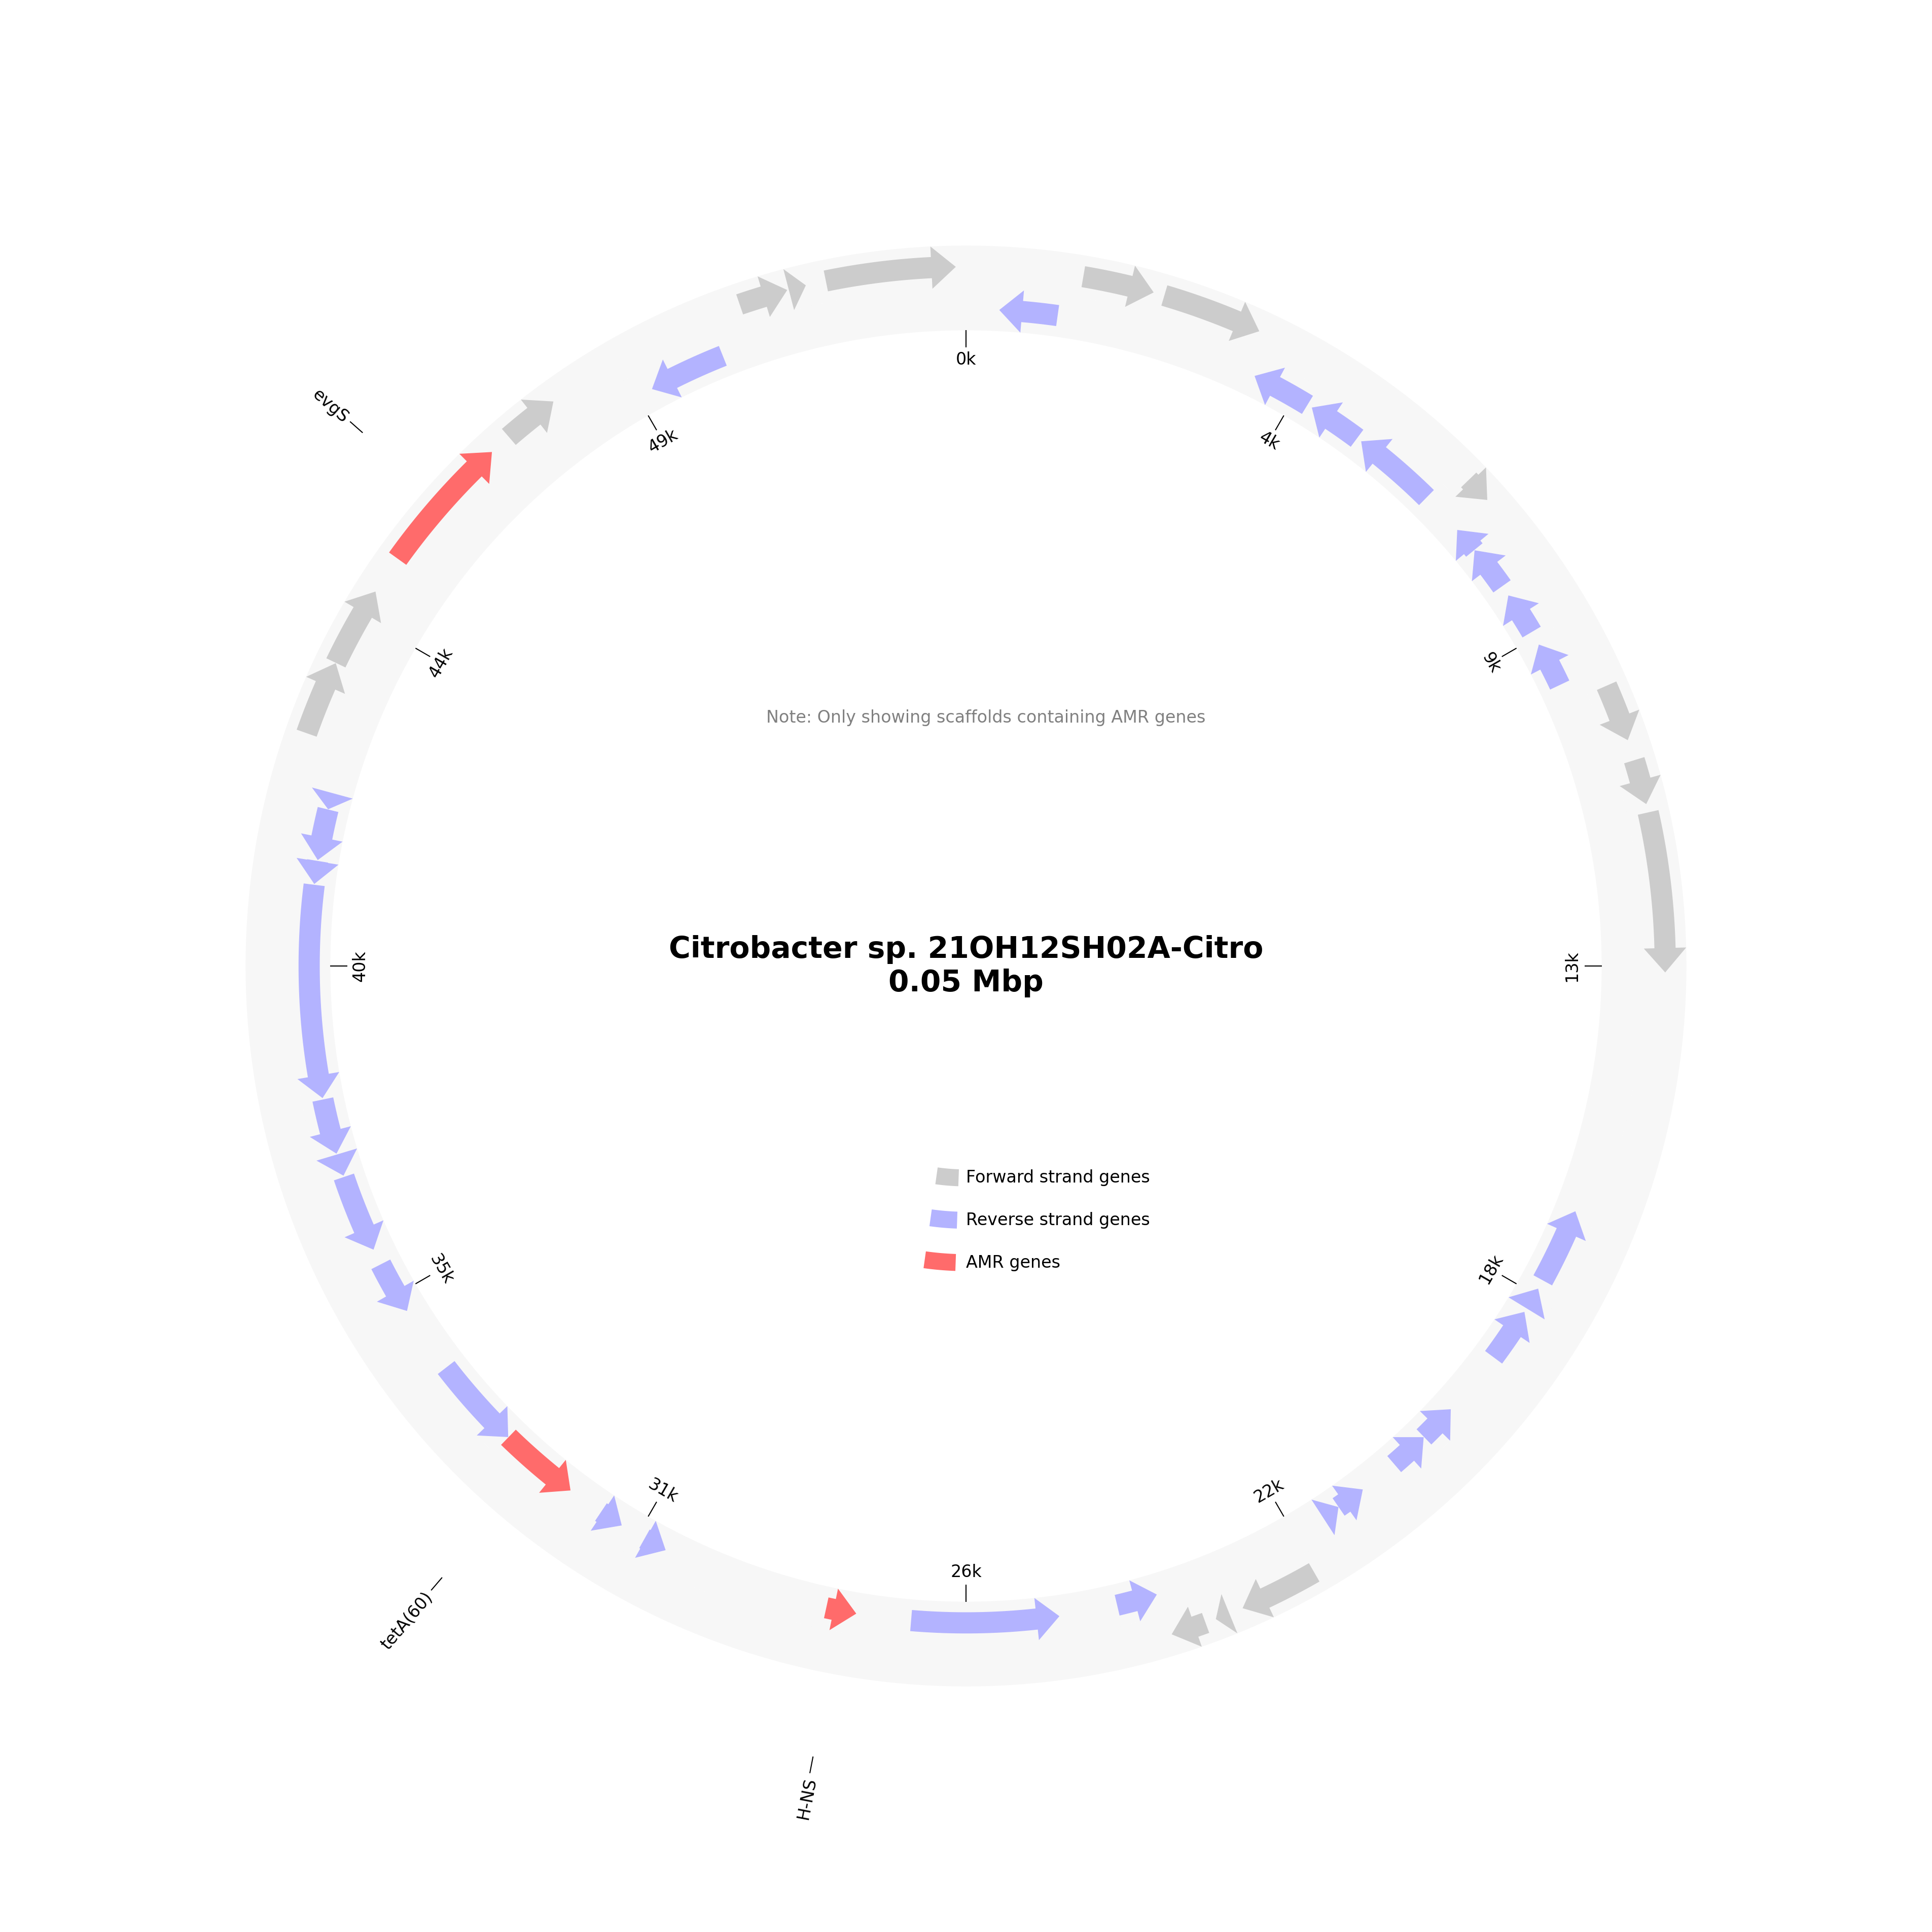 0k
4k
9k
13k
18k
22k
26k
31k
35k
40k
44k
49k
evgS
tetA(60)
H-NS
Note: Only showing scaffolds containing AMR genes
Citrobacter sp. 21OH12SH02A-Citro
0.05 Mbp
Forward strand genes
Reverse strand genes
AMR genes